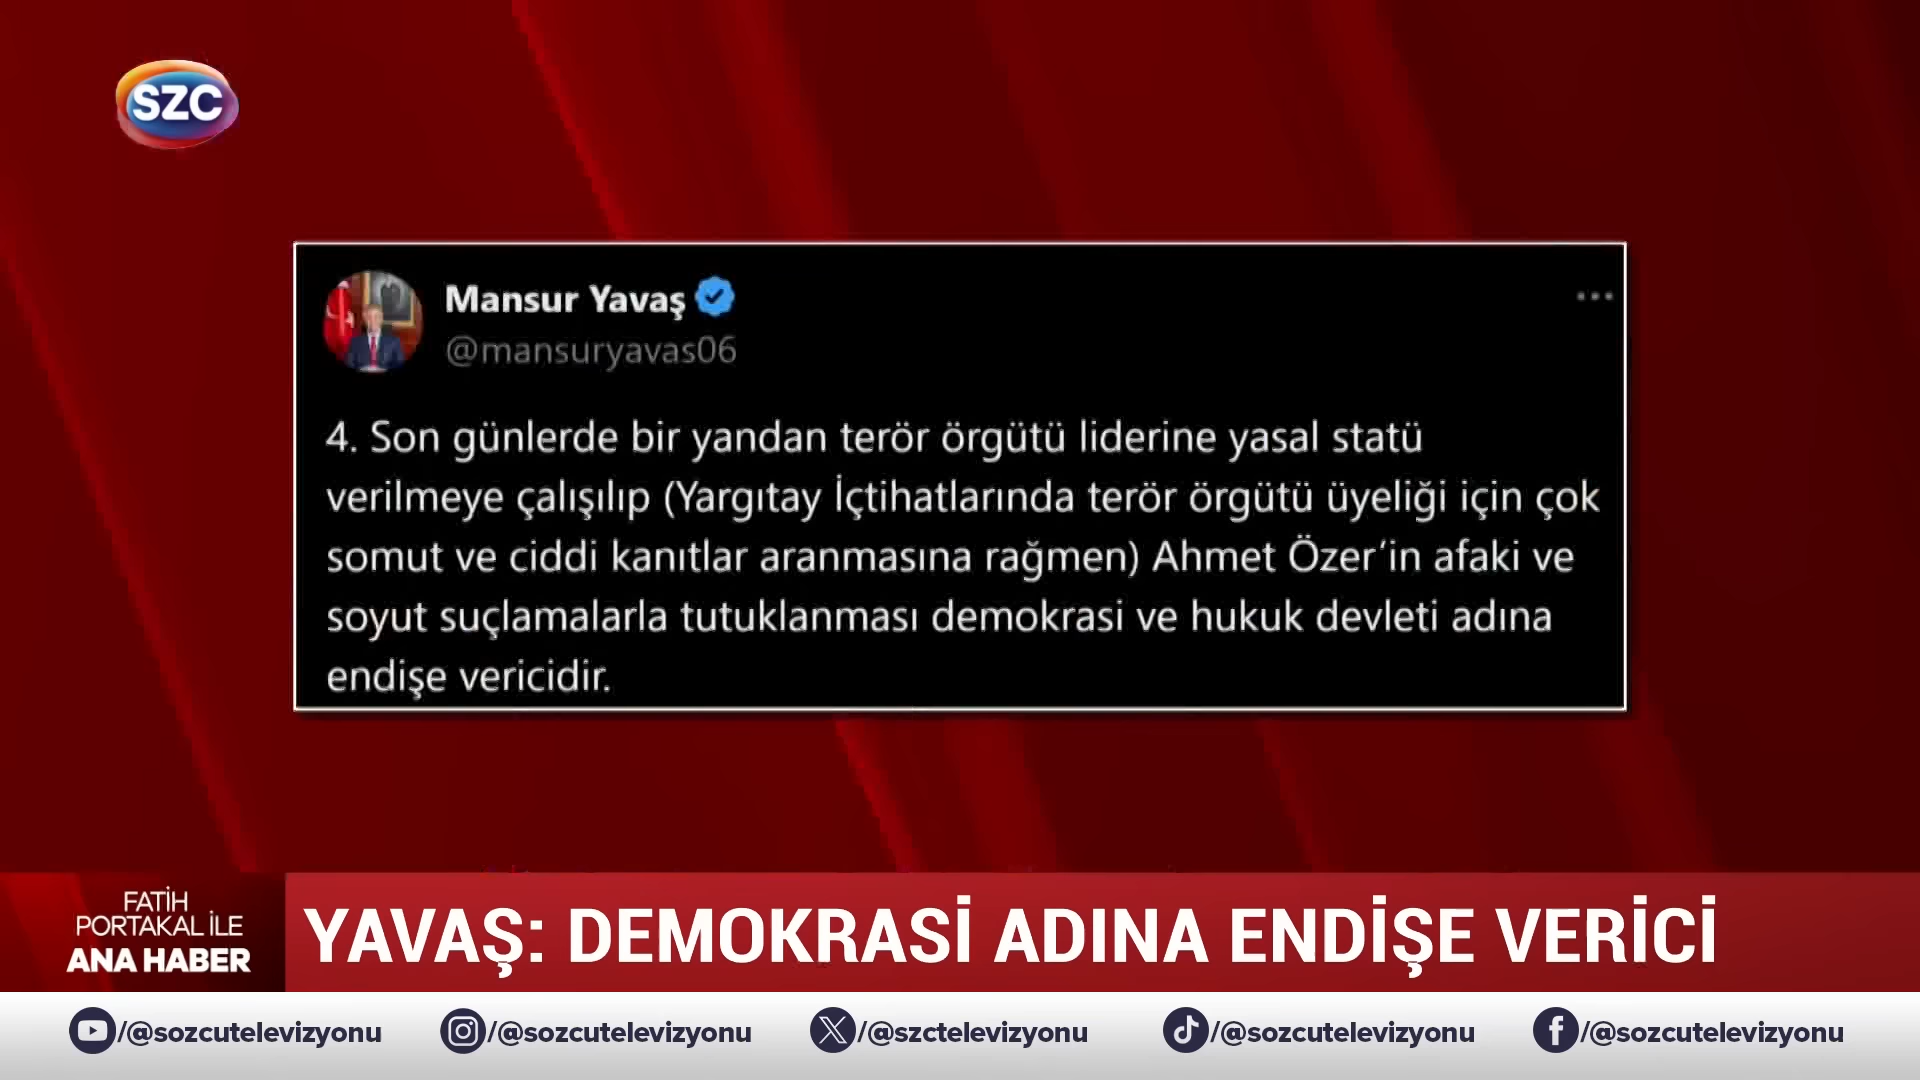 SZC
Mansur Yavaş
@mansuryavas06
4. Son günlerde bir yandan terör örgütü liderine yasal statü
verilmeye çalışılıp (Yargıtay İçtihatlarında terör örgütü üyeliği için çok
somut ve ciddi kanıtlar aranmasına rağmen) Ahmet Özer'in afaki ve
soyut suçlamalarla tutuklanması demokrasi ve hukuk devleti adına
endişe vericidir.
FATİH
PORTAKAL İLE
ANA HABER
YAVAŞ: DEMOKRASİ ADINA ENDİŞE VERİCİ
/@sozcutelevizyonu /@sozcutelevizyonu /@szctelevizyonu /@sozcutelevizyonu /@sozcutelevizyonu